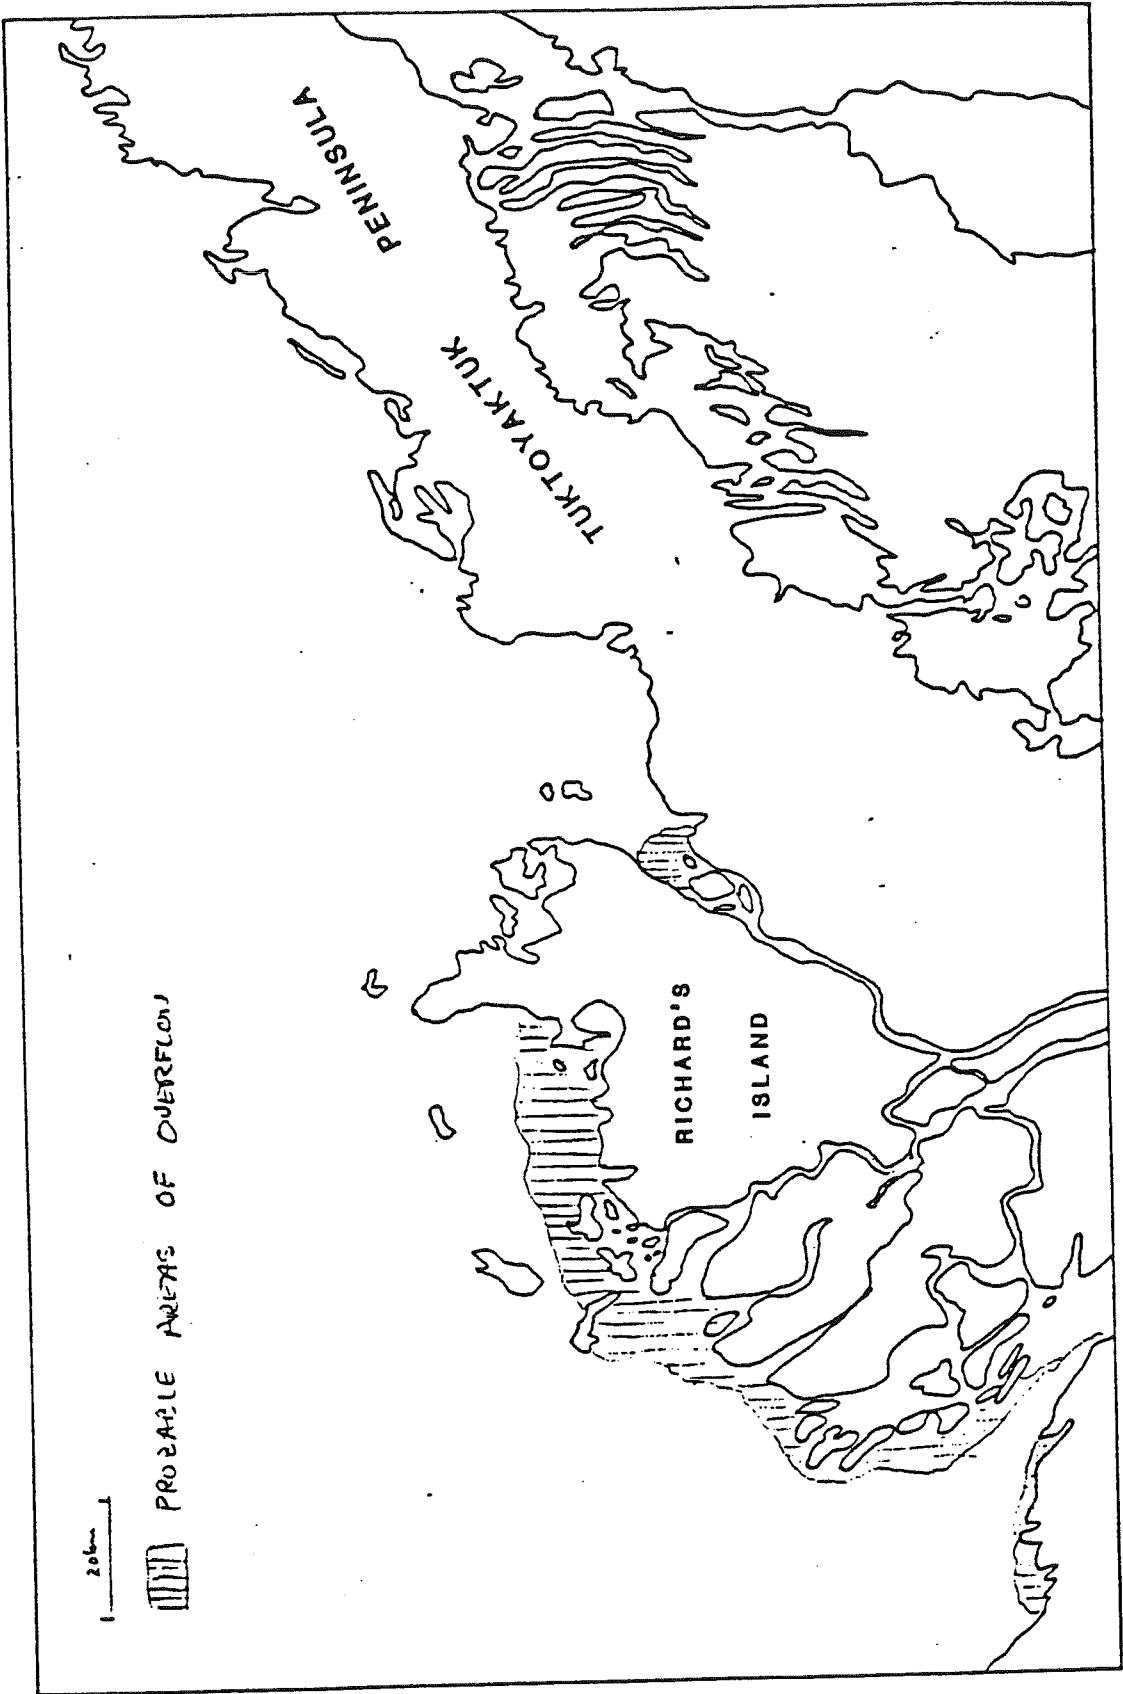 TUKTOYAKTUK
PENINSULA
RICHARD'S
ISLAND
20km
PROBABLE AREAS OF OVERFLOW